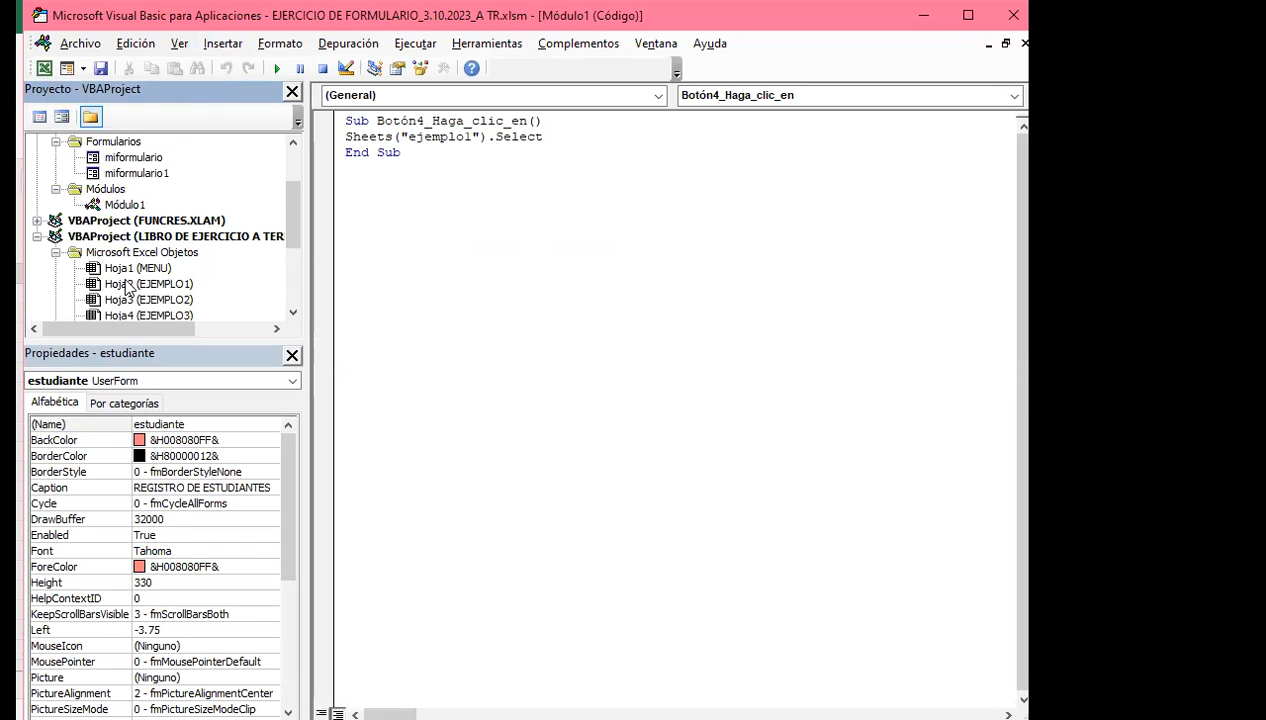 Microsoft Visual Basic para Aplicaciones - EJERCICIO DE FORMULARIO_3.10.2023_A TR.xlsm - [Módulo1 (Código)]
Archivo Edición Ver Insertar Formato Depuración Ejecutar Herramientas Complementos Ventana Ayuda
Proyecto - VBAProject
(General) Botón4_Haga_clic_en
Sub Botón4_Haga_clic_en()
Sheets("ejemplo1").Select
End Sub
Formularios
miformulario
miformulario1
Módulos
Módulo1
VBAProject (FUNCRES.XLAM)
VBAProject (LIBRO DE EJERCICIO A TER
Microsoft Excel Objetos
Hoja1 (MENU)
Hoja2 (EJEMPLO1)
Hoja3 (EJEMPLO2)
Hoja4 (EJEMPLO3)
Propiedades - estudiante
estudiante UserForm
Alfabética Por categorías
(Name) estudiante
BackColor &H008080FF&
BorderColor &H80000012&
BorderStyle 0 - fmBorderStyleNone
Caption REGISTRO DE ESTUDIANTES
Cycle 0 - fmCycleAllForms
DrawBuffer 32000
Enabled True
Font Tahoma
ForeColor &H008080FF&
Height 330
HelpContextID 0
KeepScrollBarsVisible 3 - fmScrollBarsBoth
Left -3.75
MouseIcon (Ninguno)
MousePointer 0 - fmMousePointerDefault
Picture (Ninguno)
PictureAlignment 2 - fmPictureAlignmentCenter
PictureSizeMode 0 - fmPictureSizeModeClip